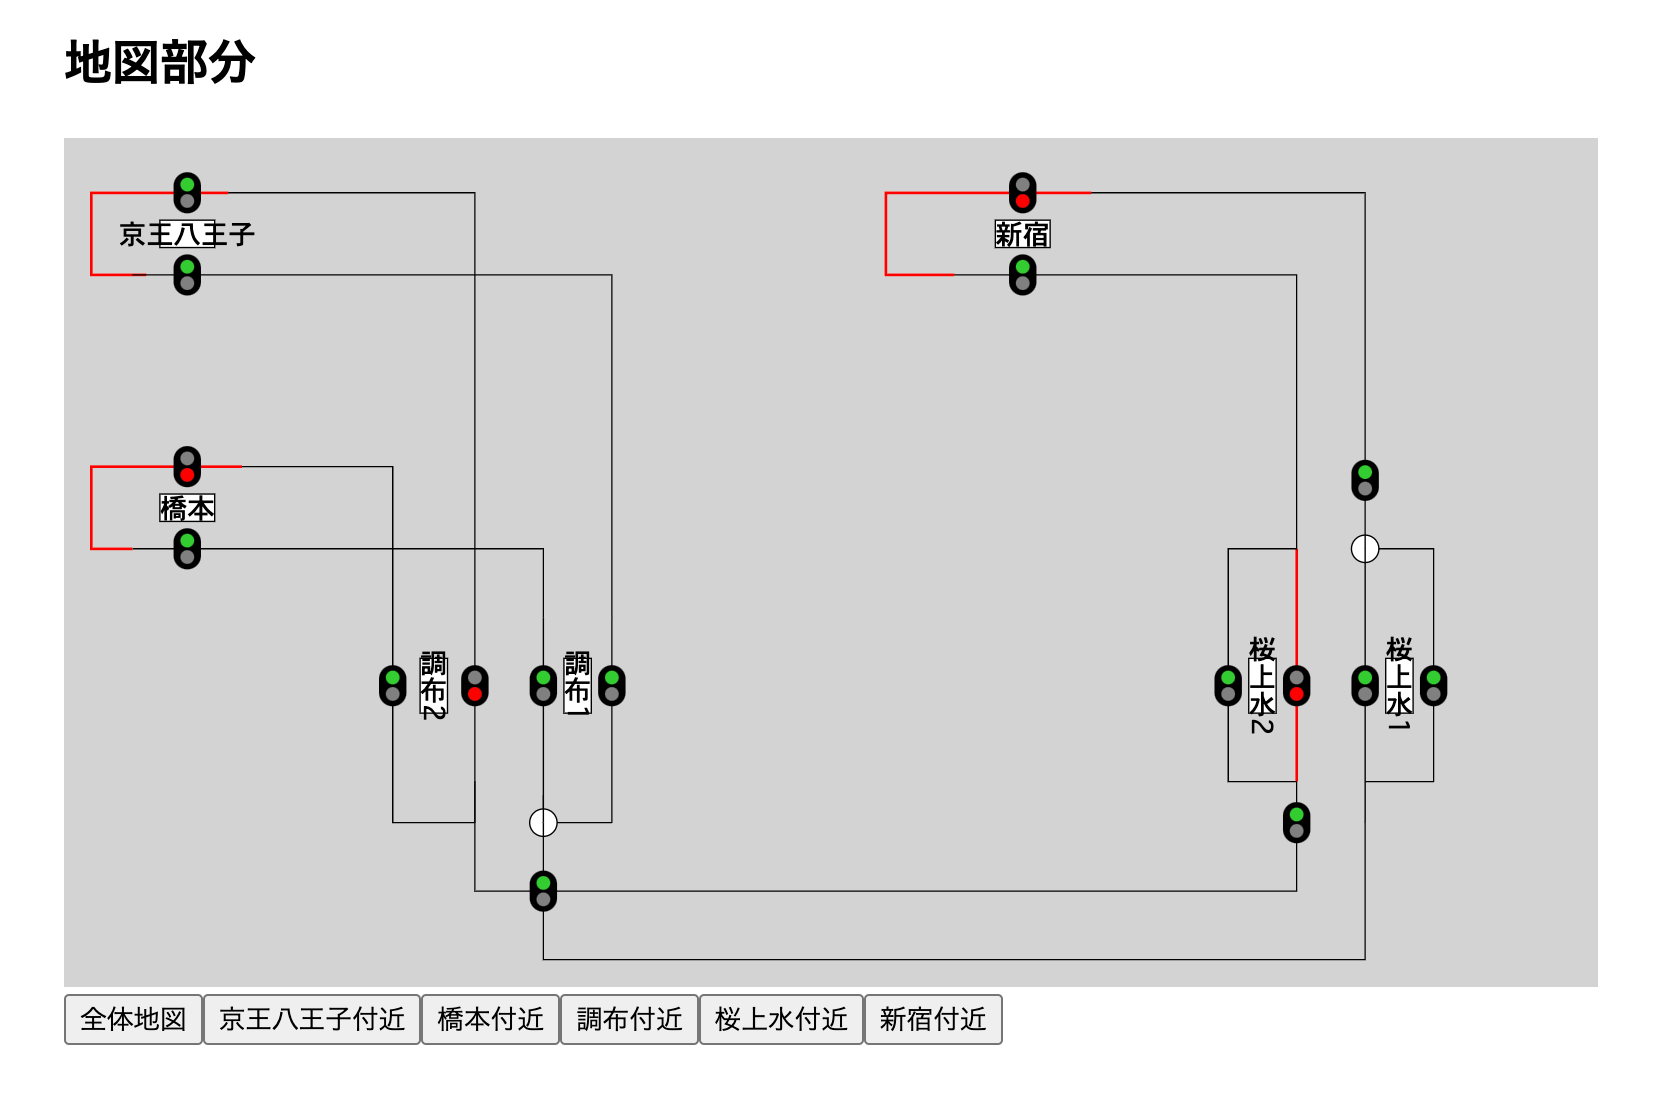 地図部分
京王八王子
新宿
橋本
調布2
調布1
桜上水2
桜上水1
全体地図
京王八王子付近
橋本付近
調布付近
桜上水付近
新宿付近